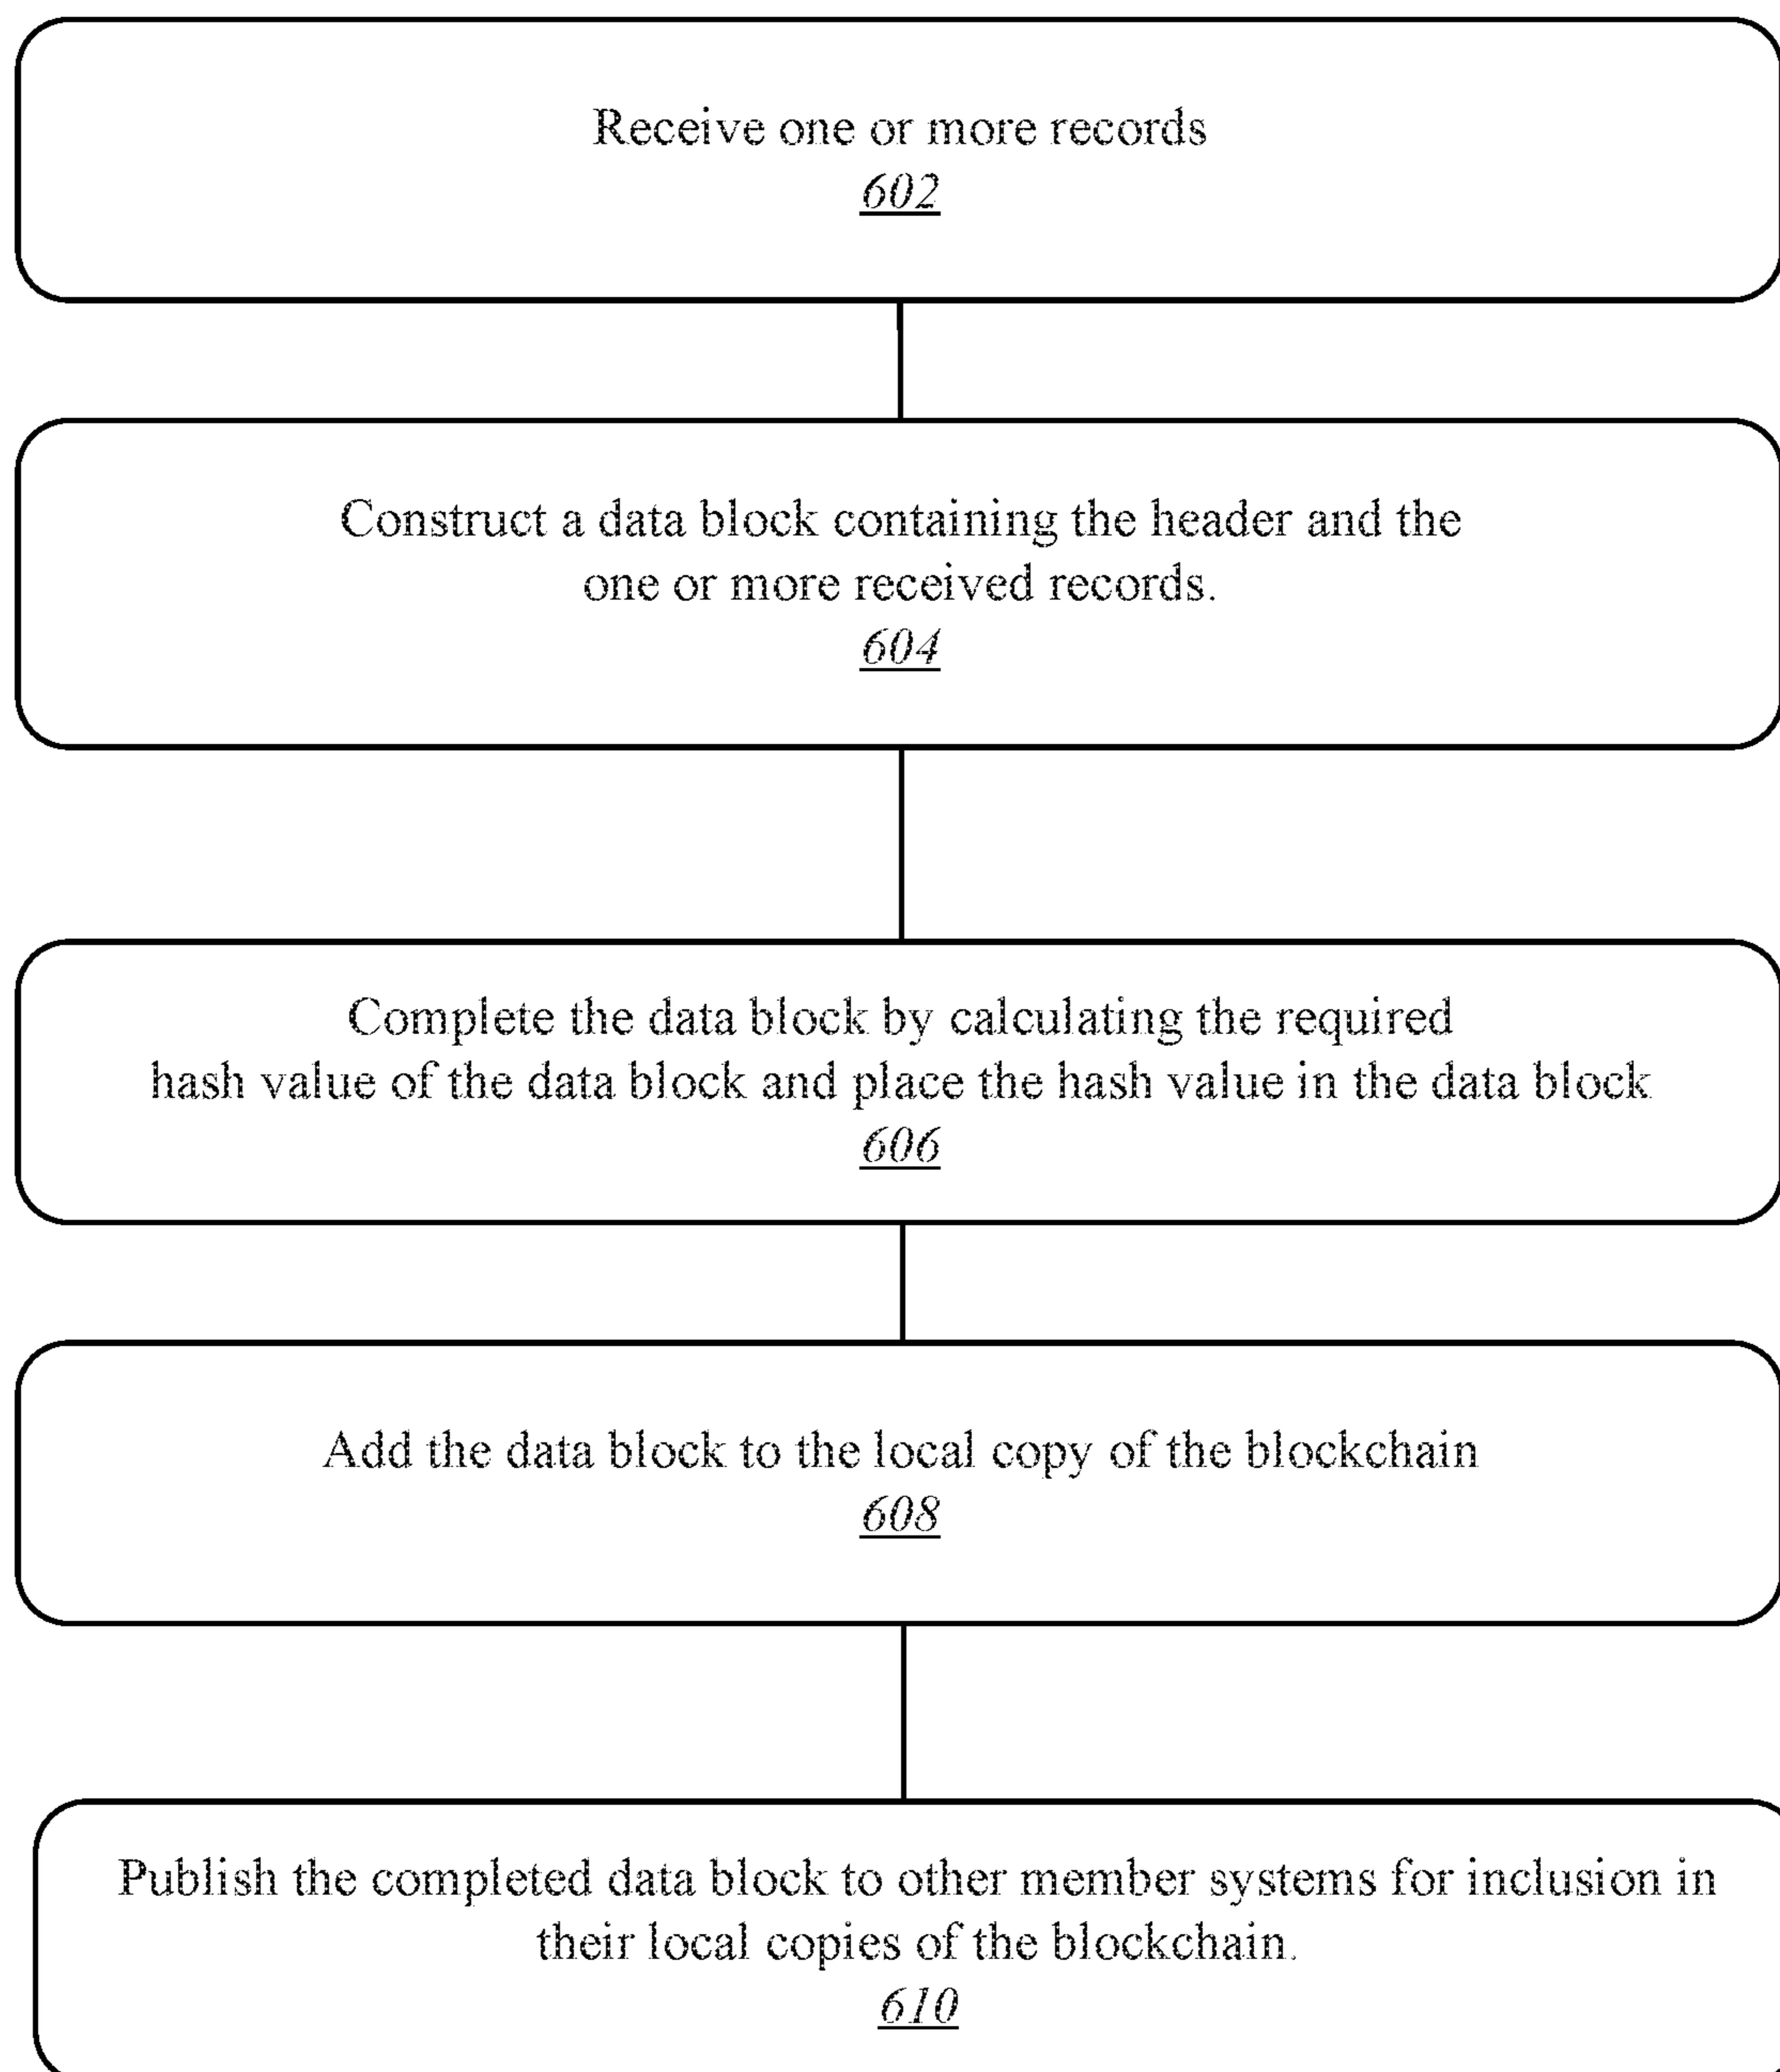 Receive one or more records
602
Construct a data block containing the header and the
one or more received records.
604
Complete the data block by calculating the required
hash value of the data block and place the hash value in the data block
606
Add the data block to the local copy of the blockchain
608
Publish the completed data block to other member systems for inclusion in
their local copies of the blockchain.
610